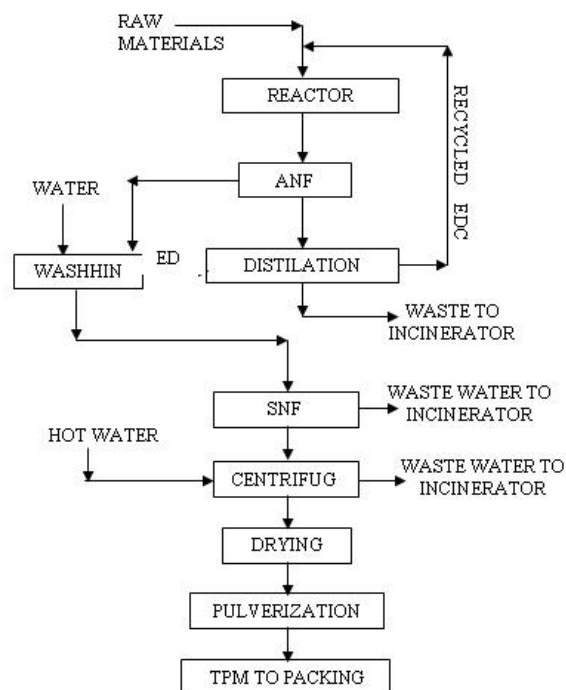 RAW
MATERIALS
REACTOR
RECYCLED EDC
ANF
WATER
ED
WASHHIN
DISTILATION
WASTE TO
INCINERATOR
SNF
WASTE WATER TO
INCINERATOR
HOT WATER
CENTRIFUG
WASTE WATER TO
INCINERATOR
DRYING
PULVERIZATION
TPM TO PACKING